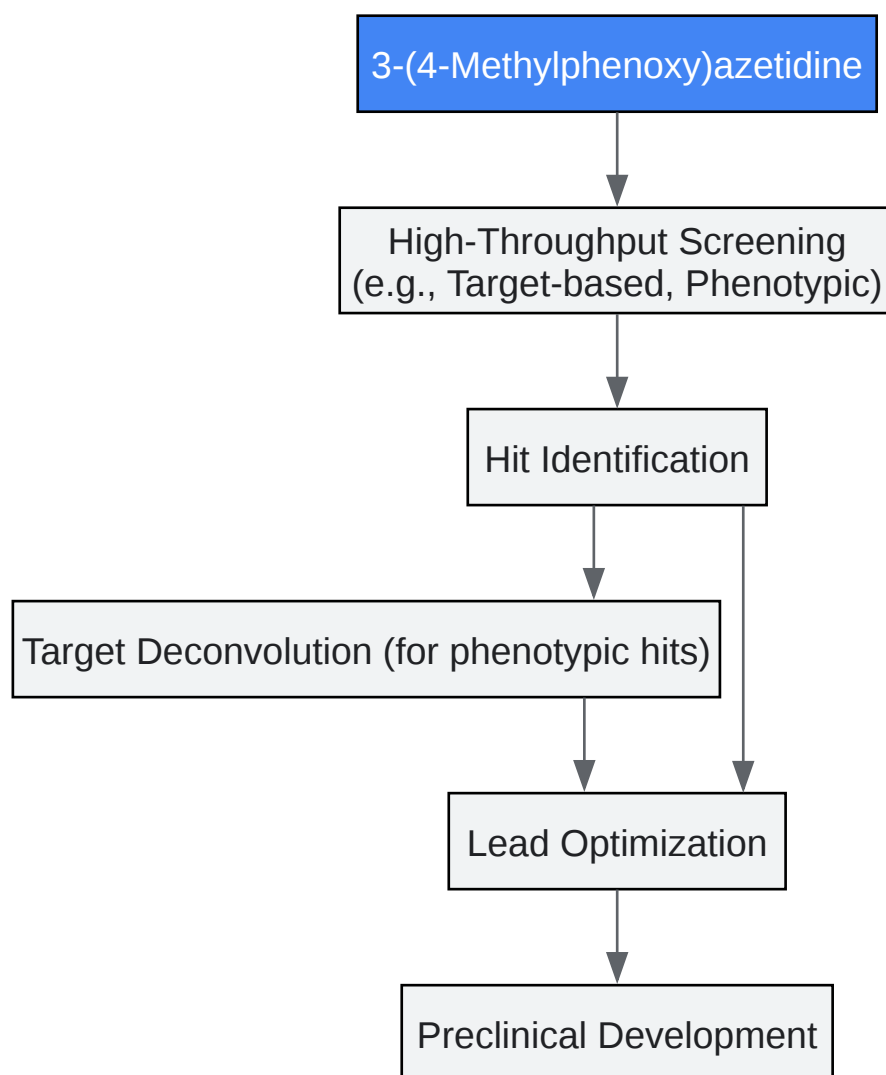 3-(4-Methylphenoxy)azetidine
High-Throughput Screening
(e.g., Target-based, Phenotypic)
Hit Identification
Target Deconvolution (for phenotypic hits)
Lead Optimization
Preclinical Development